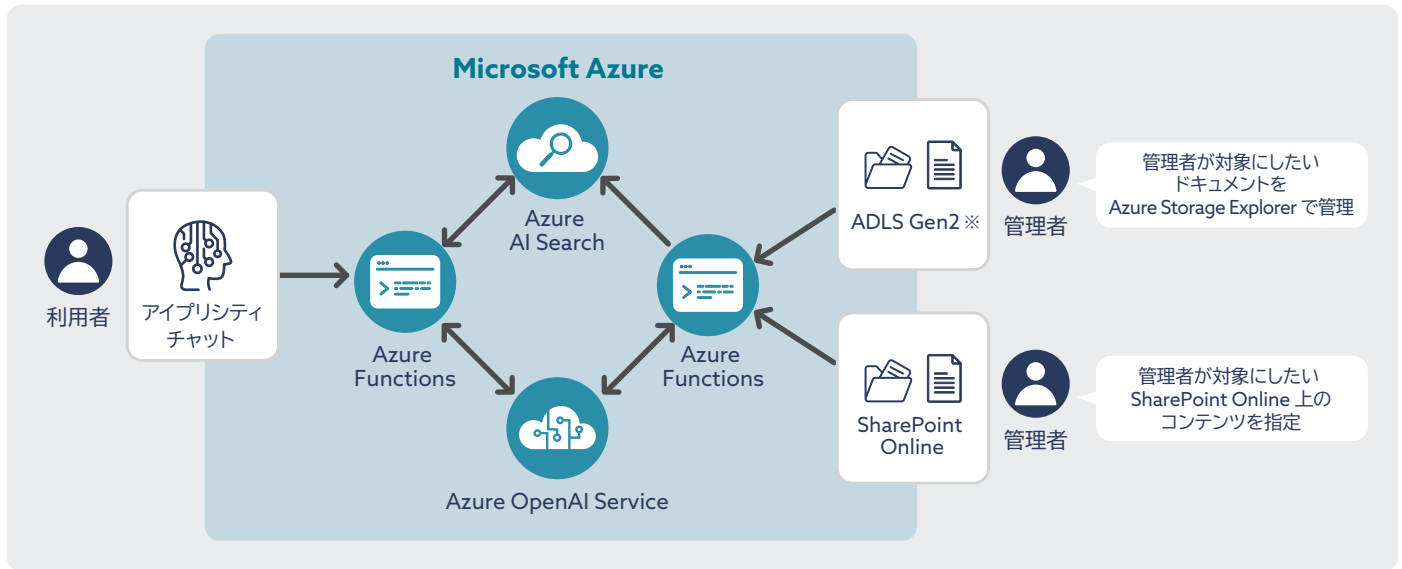 Microsoft Azure
利用者
アイプリシティ
チャット
Azure
Functions
Azure
AI Search
Azure OpenAI Service
Azure
Functions
ADLS Gen2 ※
管理者
管理者が対象にしたい
ドキュメントを
Azure Storage Explorer で管理
SharePoint
Online
管理者
管理者が対象にしたい
SharePoint Online 上の
コンテンツを指定